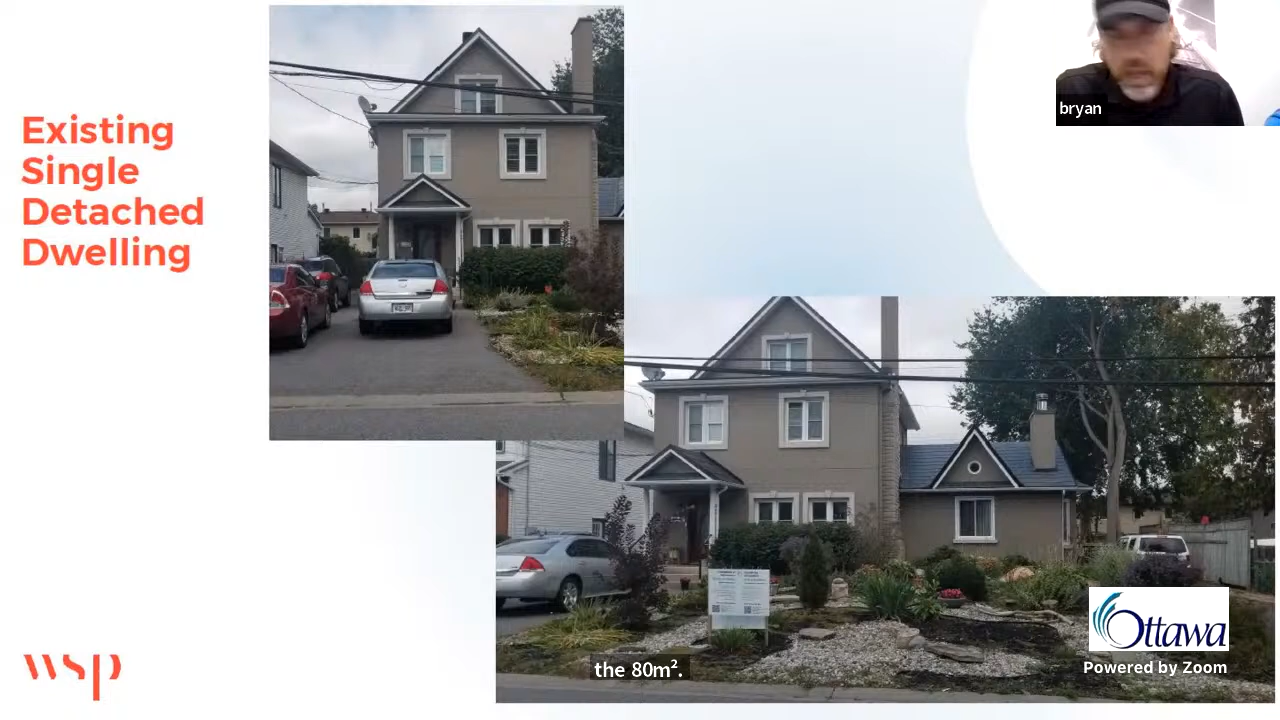 Existing
Single
Detached
Dwelling
bryan
Ottawa
Powered by Zoom
the 80m².
wsp